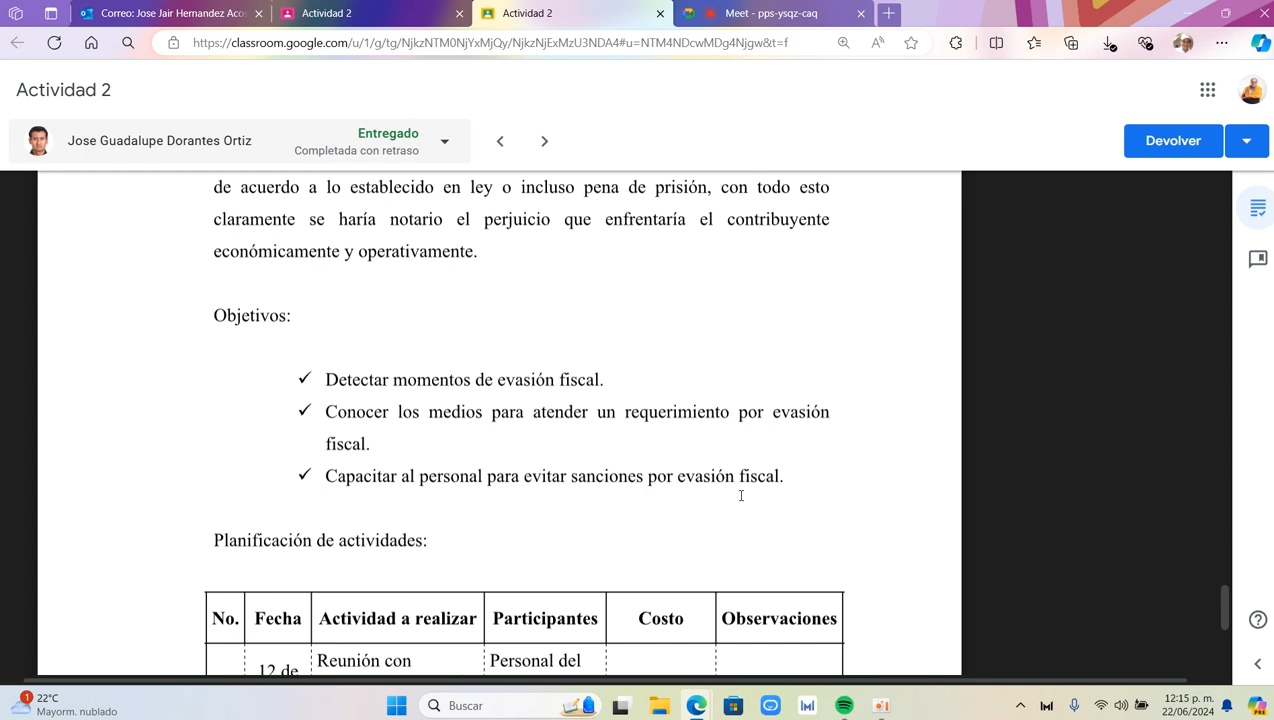 Correo: Jose Jair Hernandez Acos
Actividad 2
Actividad 2
Meet - pps-ysqz-caq
https://classroom.google.com/u/1/g/tg/NjkzNTM0NjYxMjQy/NjkzNjExMzU3NDA4#u=NTM4NDcwMDg4Njgw&t=f
Actividad 2
Jose Guadalupe Dorantes Ortiz
Entregado
Completada con retraso
Devolver
de acuerdo a lo establecido en ley o incluso pena de prisión, con todo esto
claramente se haría notario el perjuicio que enfrentaría el contribuyente
económicamente y operativamente.
Objetivos:
✓ Detectar momentos de evasión fiscal.
✓ Conocer los medios para atender un requerimiento por evasión
fiscal.
✓ Capacitar al personal para evitar sanciones por evasión fiscal.
Planificación de actividades:
No. Fecha Actividad a realizar Participantes Costo Observaciones
12 de Reunión con Personal del
1
22°C
Mayorm. nublado
Buscar
12:15 p. m.
22/06/2024